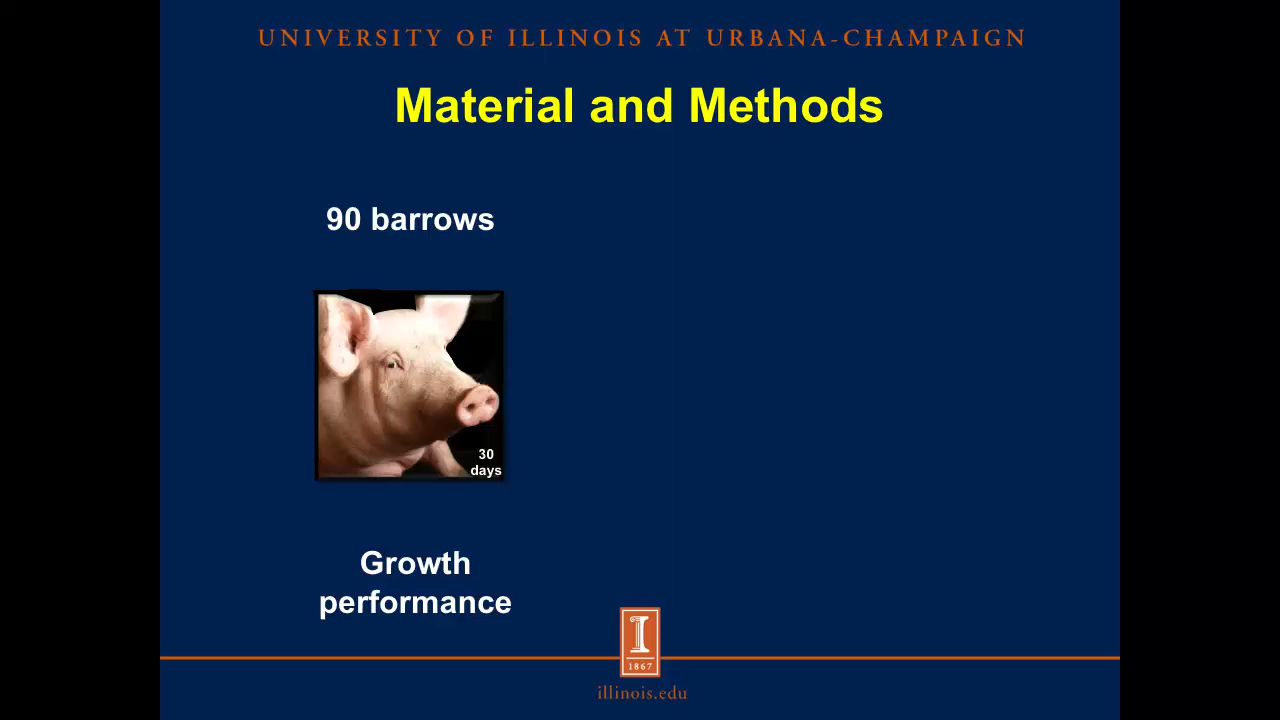 UNIVERSITY OF ILLINOIS AT URBANA-CHAMPAIGN
Material and Methods
90 barrows
30
days
Growth
performance
I
1867
illinois.edu